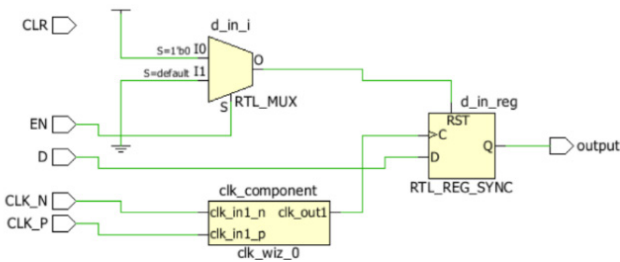 CLR
d_in_i
S=1'b0 I0
O
S=default I1
S
RTL_MUX
EN
D
d_in_reg
RST
C
D
Q
output
RTL_REG_SYNC
clk_component
CLK_N
clk_in1_n clk_out1
CLK_P
clk_in1_p
clk_wiz_0